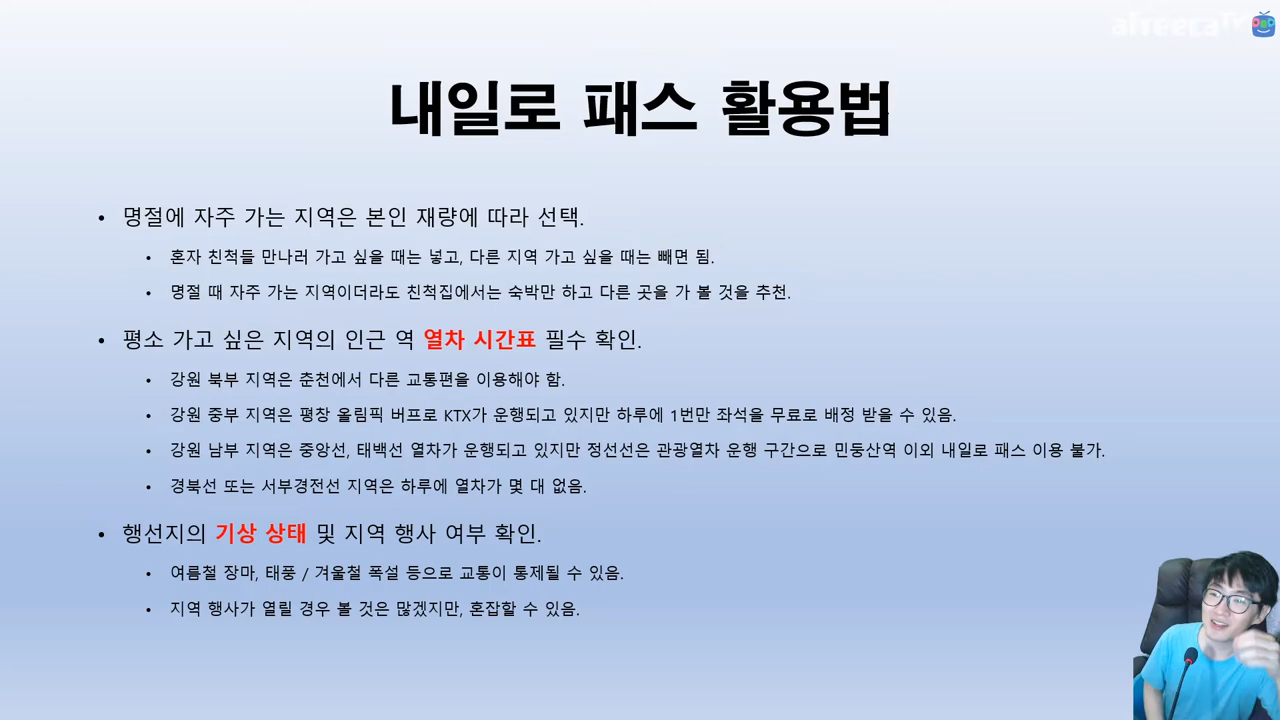 afreecaTV
내일로 패스 활용법
• 명절에 자주 가는 지역은 본인 재량에 따라 선택.
• 혼자 친척들 만나러 가고 싶을 때는 넣고, 다른 지역 가고 싶을 때는 빼면 됨.
• 명절 때 자주 가는 지역이더라도 친척집에서는 숙박만 하고 다른 곳을 가 볼 것을 추천.
• 평소 가고 싶은 지역의 인근 역 열차 시간표 필수 확인.
• 강원 북부 지역은 춘천에서 다른 교통편을 이용해야 함.
• 강원 중부 지역은 평창 올림픽 버프로 KTX가 운행되고 있지만 하루에 1번만 좌석을 무료로 배정 받을 수 있음.
• 강원 남부 지역은 중앙선, 태백선 열차가 운행되고 있지만 정선선은 관광열차 운행 구간으로 민둥산역 이외 내일로 패스 이용 불가.
• 경북선 또는 서부경전선 지역은 하루에 열차가 몇 대 없음.
• 행선지의 기상 상태 및 지역 행사 여부 확인.
• 여름철 장마, 태풍 / 겨울철 폭설 등으로 교통이 통제될 수 있음.
• 지역 행사가 열릴 경우 볼 것은 많겠지만, 혼잡할 수 있음.